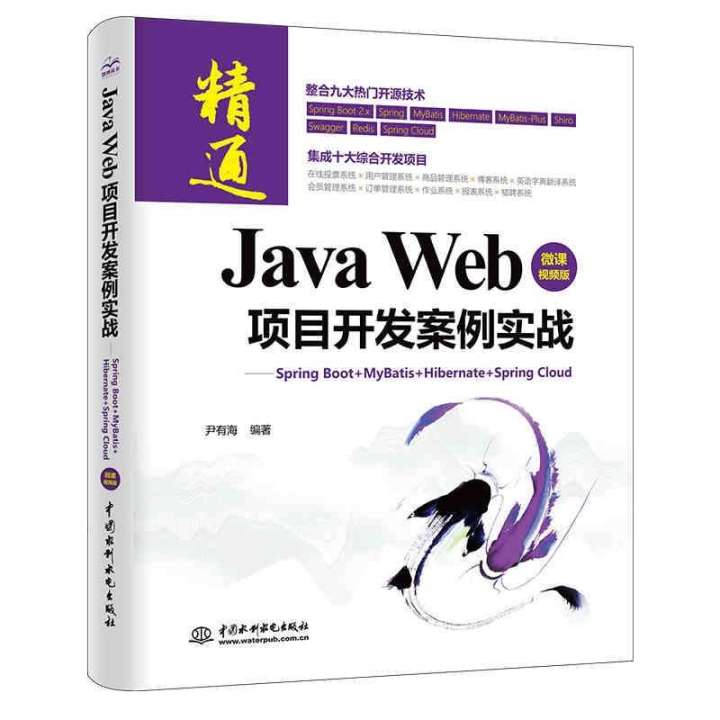 精通
整合九大热门开源技术
Spring Boot 2.x Spring MyBatis Hibernate MyBatis-Plus Shiro
Swagger Redis Spring Cloud
集成十大综合开发项目
在线投票系统×用户管理系统×商品管理系统×博客系统×英语字典翻译系统
会员管理系统×订单管理系统×作业系统×报表系统×招聘系统
Java Web
微课
视频版
项目开发案例实战
——Spring Boot+MyBatis+Hibernate+Spring Cloud
尹有海 编著
中国水利水电出版社
www.waterpub.com.cn
Java Web 项目开发案例实战
Spring Boot+MyBatis+
Hibernate+Spring Cloud
微课
视频版
中国水利水电出版社